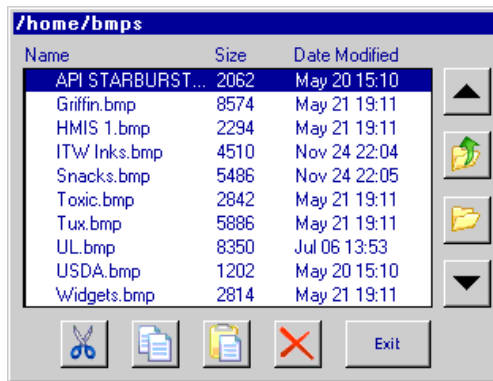 /home/bmps
Name Size Date Modified
API STARBURST... 2062 May 20 15:10
Griffin.bmp 8574 May 21 19:11
HMIS 1.bmp 2294 May 21 19:11
ITW Inks.bmp 4510 Nov 24 22:04
Snacks.bmp 5486 Nov 24 22:05
Toxic.bmp 2842 May 21 19:11
Tux.bmp 5886 May 21 19:11
UL.bmp 8350 Jul 06 13:53
USDA.bmp 1202 May 20 15:10
Widgets.bmp 2814 May 21 19:11
Exit